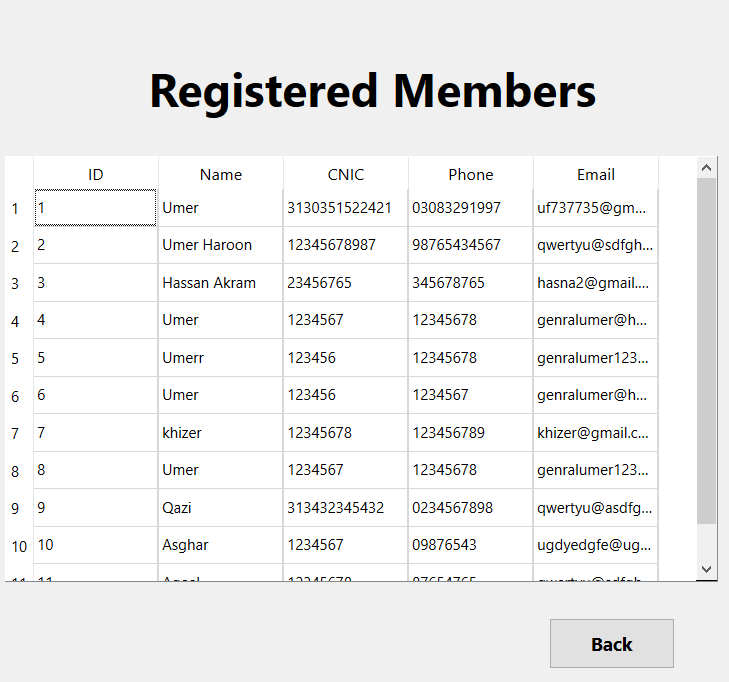 Registered Members
ID Name CNIC Phone Email
1 1 Umer 3130351522421 03083291997 uf737735@gm...
2 2 Umer Haroon 12345678987 98765434567 qwertyu@sdfgh...
3 3 Hassan Akram 23456765 345678765 hasna2@gmail....
4 4 Umer 1234567 12345678 genralumer@h...
5 5 Umerr 123456 12345678 genralumer123...
6 6 Umer 123456 1234567 genralumer@h...
7 7 khizer 12345678 123456789 khizer@gmail.c...
8 8 Umer 1234567 12345678 genralumer123...
9 9 Qazi 313432345432 0234567898 qwertyu@asdfg...
10 10 Asghar 1234567 09876543 ugdyedgfe@ug...
11 11 12345678 97654765
Back